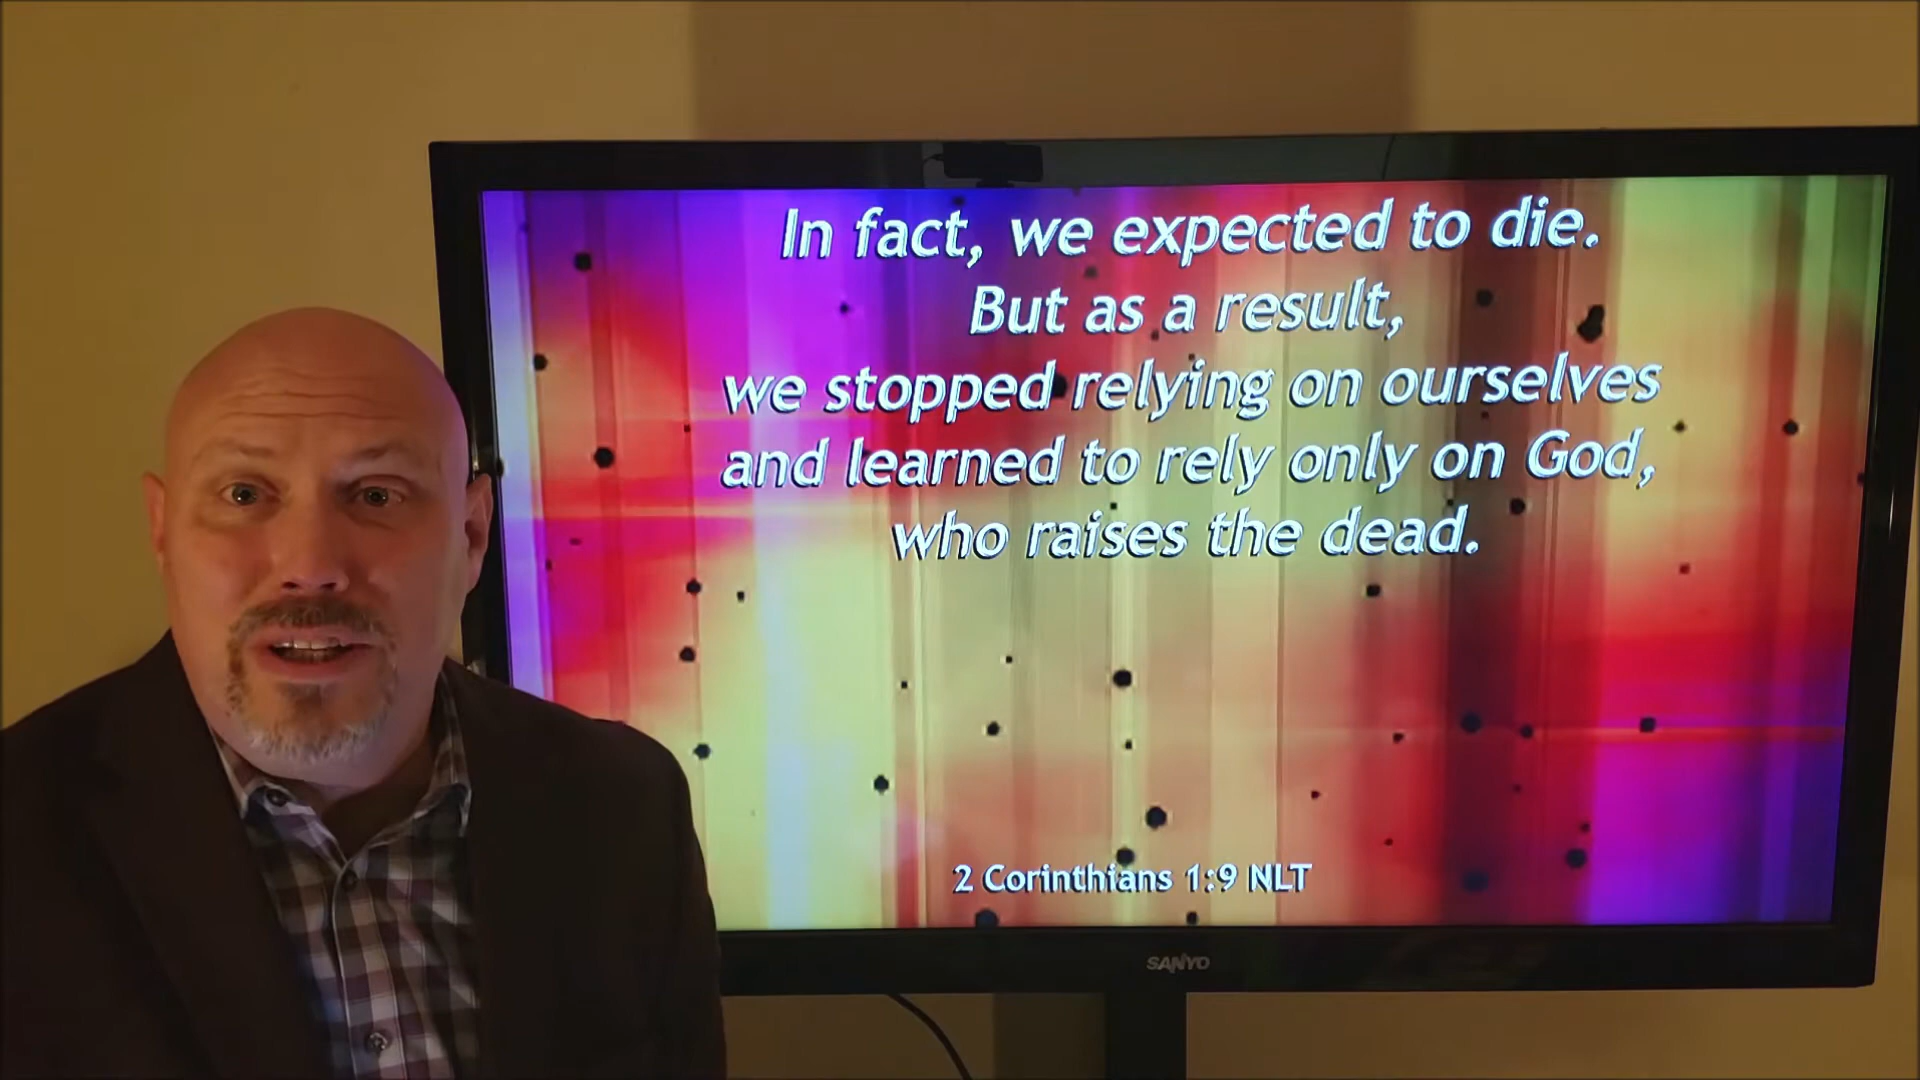 In fact, we expected to die.
But as a result,
we stopped relying on ourselves
and learned to rely only on God,
who raises the dead.
2 Corinthians 1:9 NLT
SANYO